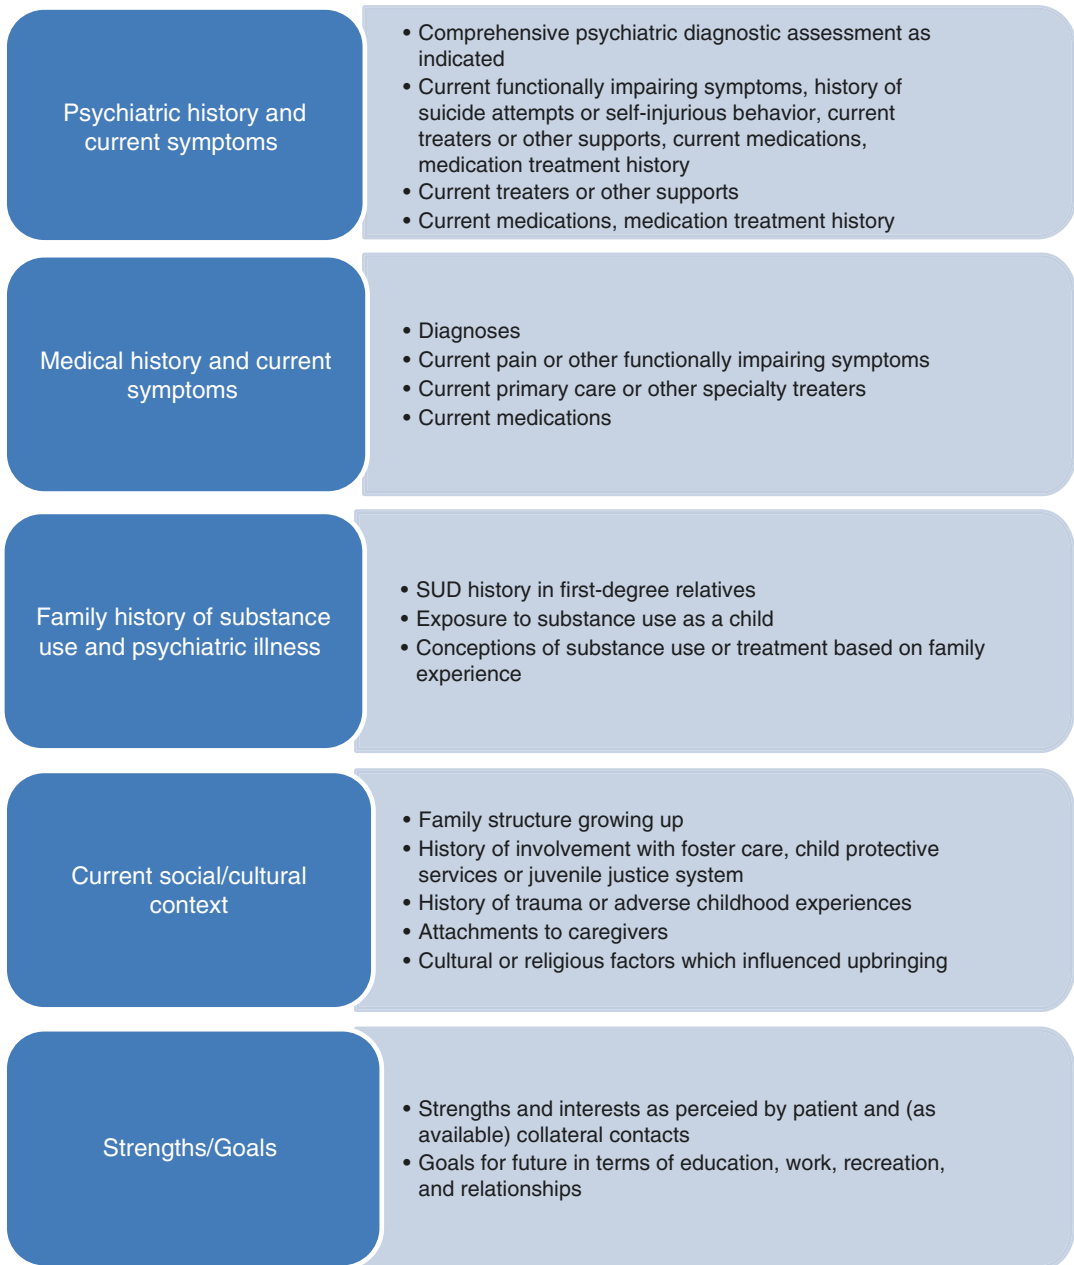 Psychiatric history and
current symptoms
• Comprehensive psychiatric diagnostic assessment as
indicated
• Current functionally impairing symptoms, history of
suicide attempts or self-injurious behavior, current
treaters or other supports, current medications,
medication treatment history
• Current treaters or other supports
• Current medications, medication treatment history
Medical history and current
symptoms
• Diagnoses
• Current pain or other functionally impairing symptoms
• Current primary care or other specialty treaters
• Current medications
Family history of substance
use and psychiatric illness
• SUD history in first-degree relatives
• Exposure to substance use as a child
• Conceptions of substance use or treatment based on family
experience
Current social/cultural
context
• Family structure growing up
• History of involvement with foster care, child protective
services or juvenile justice system
• History of trauma or adverse childhood experiences
• Attachments to caregivers
• Cultural or religious factors which influenced upbringing
Strengths/Goals
• Strengths and interests as perceied by patient and (as
available) collateral contacts
• Goals for future in terms of education, work, recreation,
and relationships